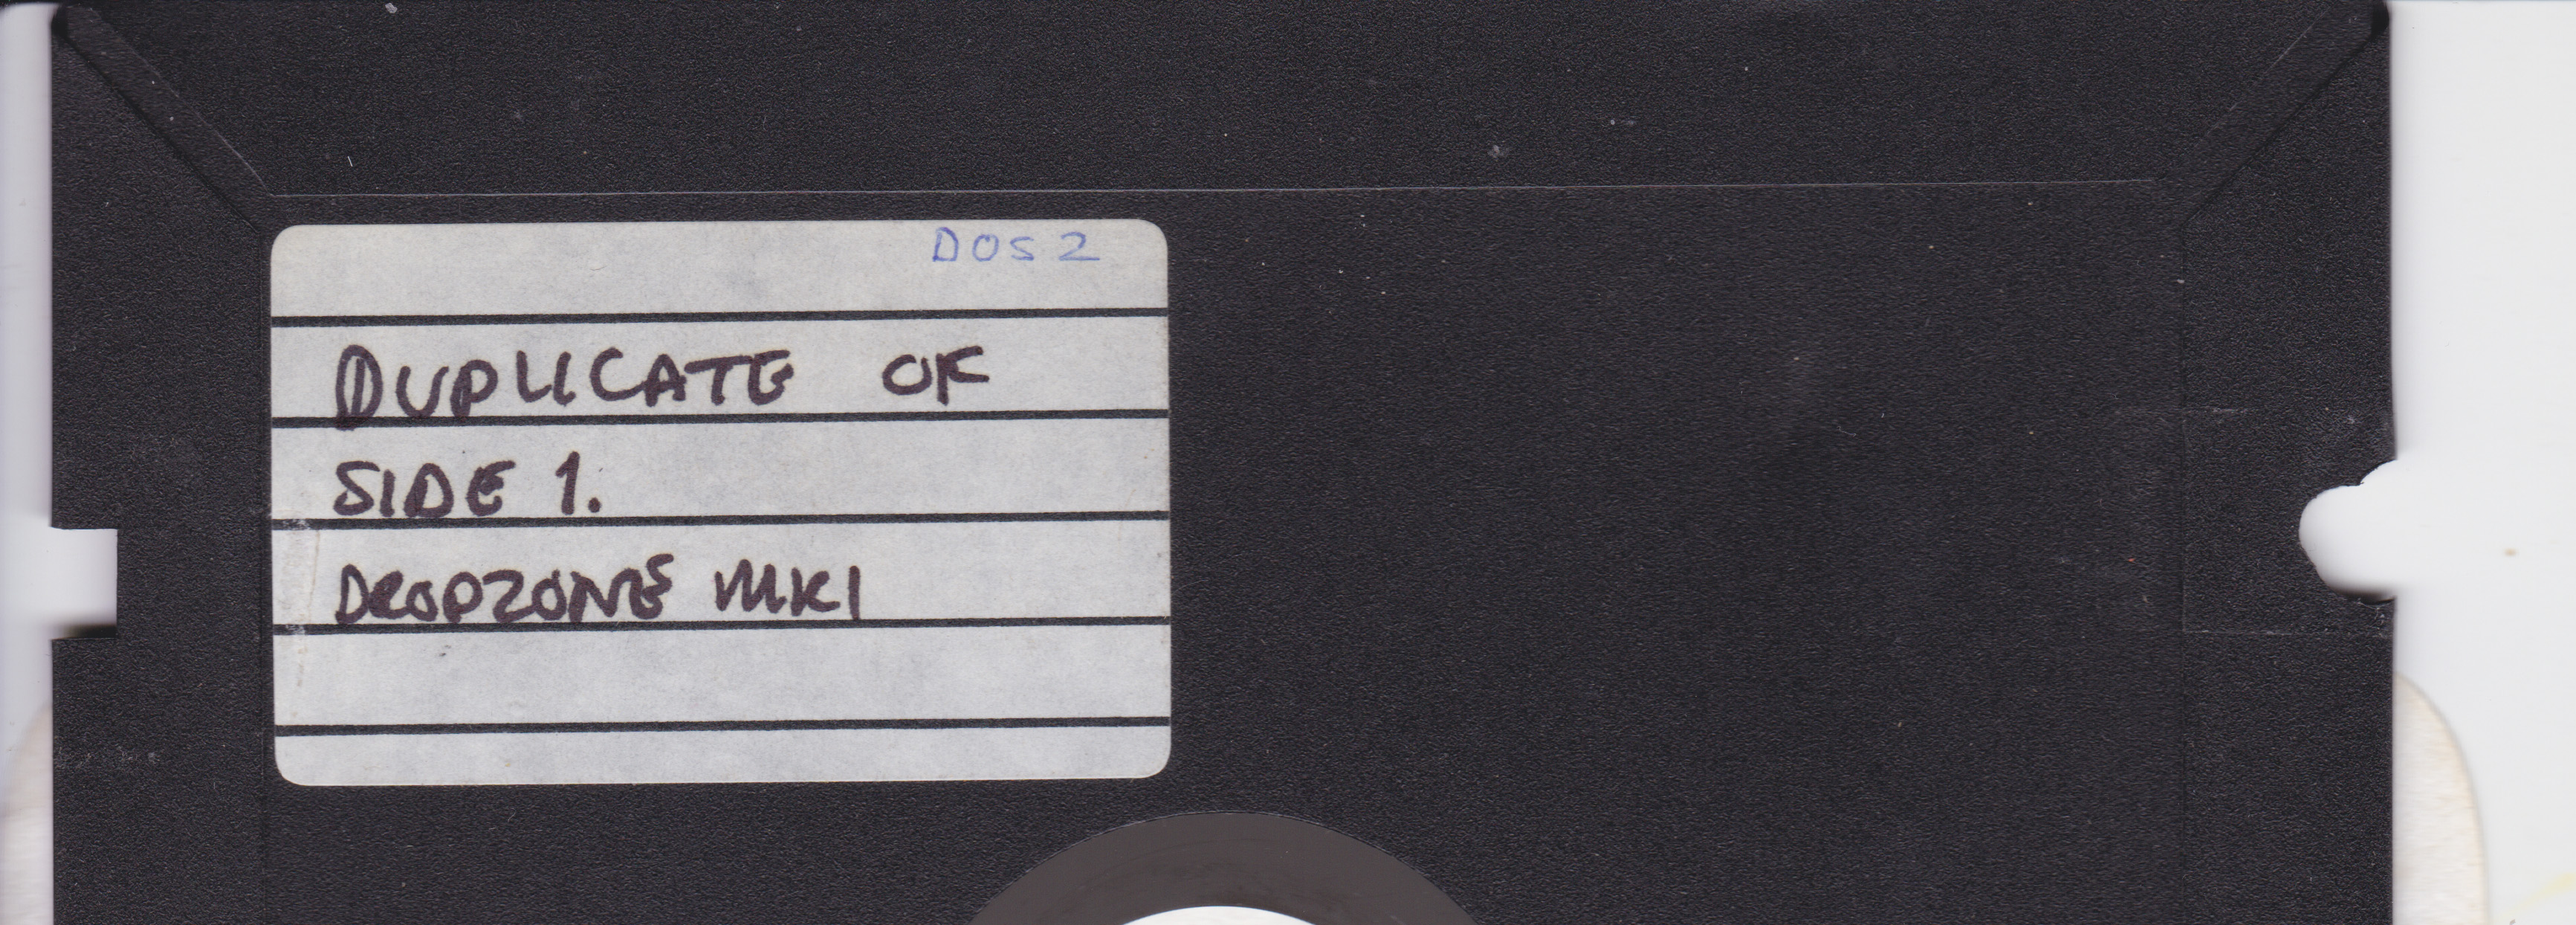 DOS 2
DUPLICATE OF
SIDE 1.
DROPZONE MK1